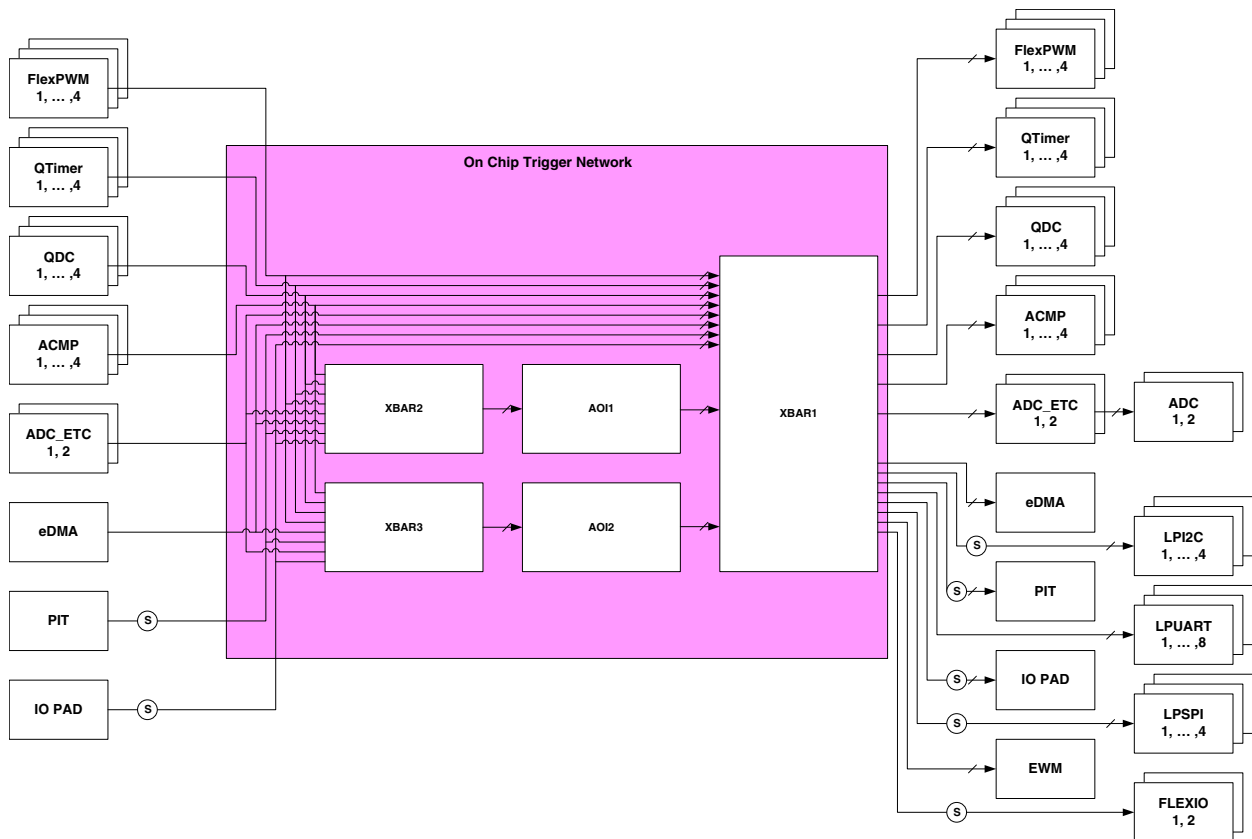 FlexPWM
1, ... ,4
QTimer
1, ... ,4
QDC
1, ... ,4
ACMP
1, ... ,4
ADC_ETC
1, 2
eDMA
PIT
S
IO PAD
S
On Chip Trigger Network
XBAR2
AOI1
XBAR3
AOI2
XBAR1
FlexPWM
1, ... ,4
QTimer
1, ... ,4
QDC
1, ... ,4
ACMP
1, ... ,4
ADC_ETC
1, 2
ADC
1, 2
eDMA
S
LPI2C
1, ... ,4
S
PIT
LPUART
1, ... ,8
S
IO PAD
S
LPSPI
1, ... ,4
EWM
S
FLEXIO
1, 2